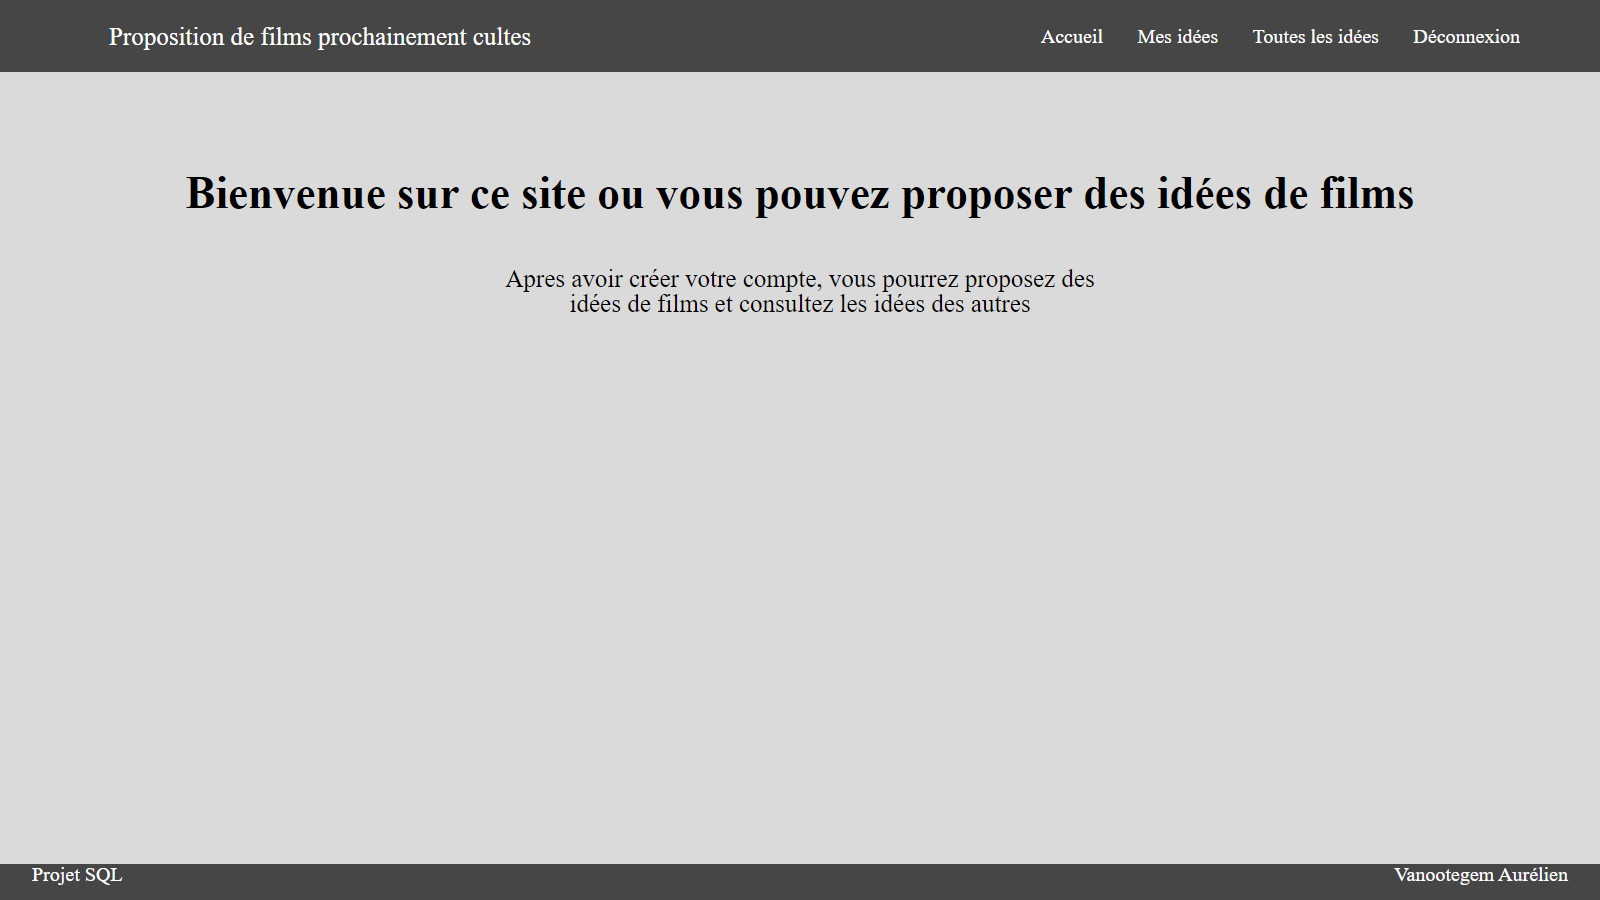 Proposition de films prochainement cultes
Accueil Mes idées Toutes les idées Déconnexion
Bienvenue sur ce site ou vous pouvez proposer des idées de films
Apres avoir créer votre compte, vous pourrez proposez des
idées de films et consultez les idées des autres
Projet SQL
Vanootegem Aurélien